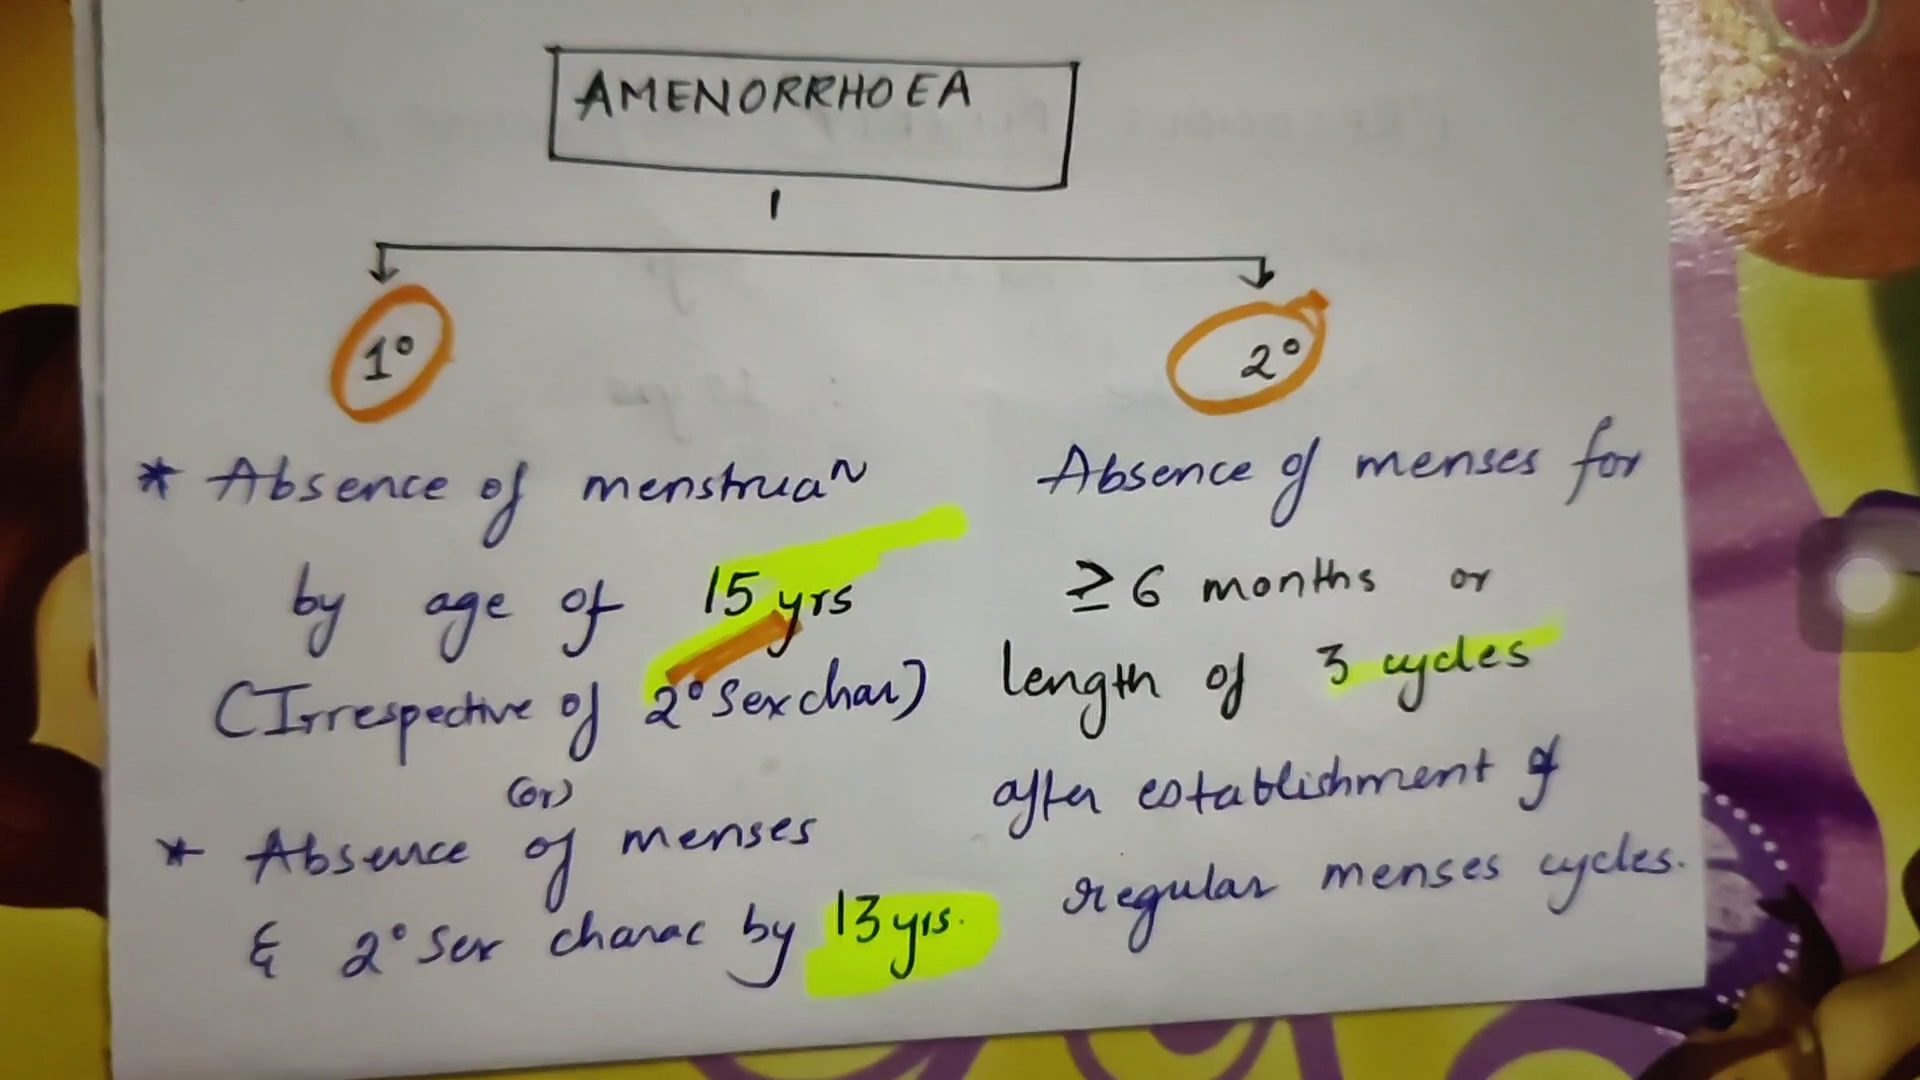 AMENORRHOEA
1°
* Absence of menstrua~
by age of 15 yrs
(Irrespective of 2° Sex char)
(or)
* Absence of menses
& 2° Sex charac by 13 yrs.
2°
Absence of menses for
≥ 6 months or
length of 3 cycles
after establishment of
regular menses cycles.